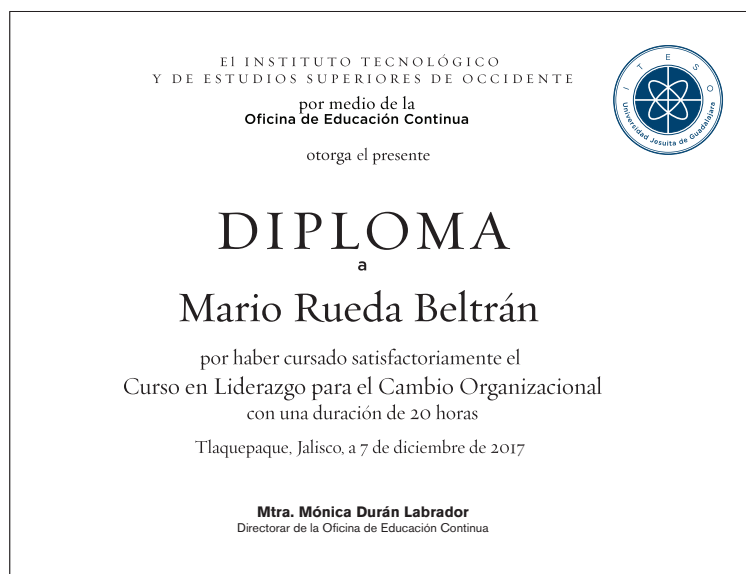 El INSTITUTO TECNOLÓGICO
Y DE ESTUDIOS SUPERIORES DE OCCIDENTE
por medio de la
Oficina de Educación Continua
otorga el presente
ITESO
Universidad Jesuita de Guadalajara
DIPLOMA
a
Mario Rueda Beltrán
por haber cursado satisfactoriamente el
Curso en Liderazgo para el Cambio Organizacional
con una duración de 20 horas
Tlaquepaque, Jalisco, a 7 de diciembre de 2017
Mtra. Mónica Durán Labrador
Directorar de la Oficina de Educación Continua